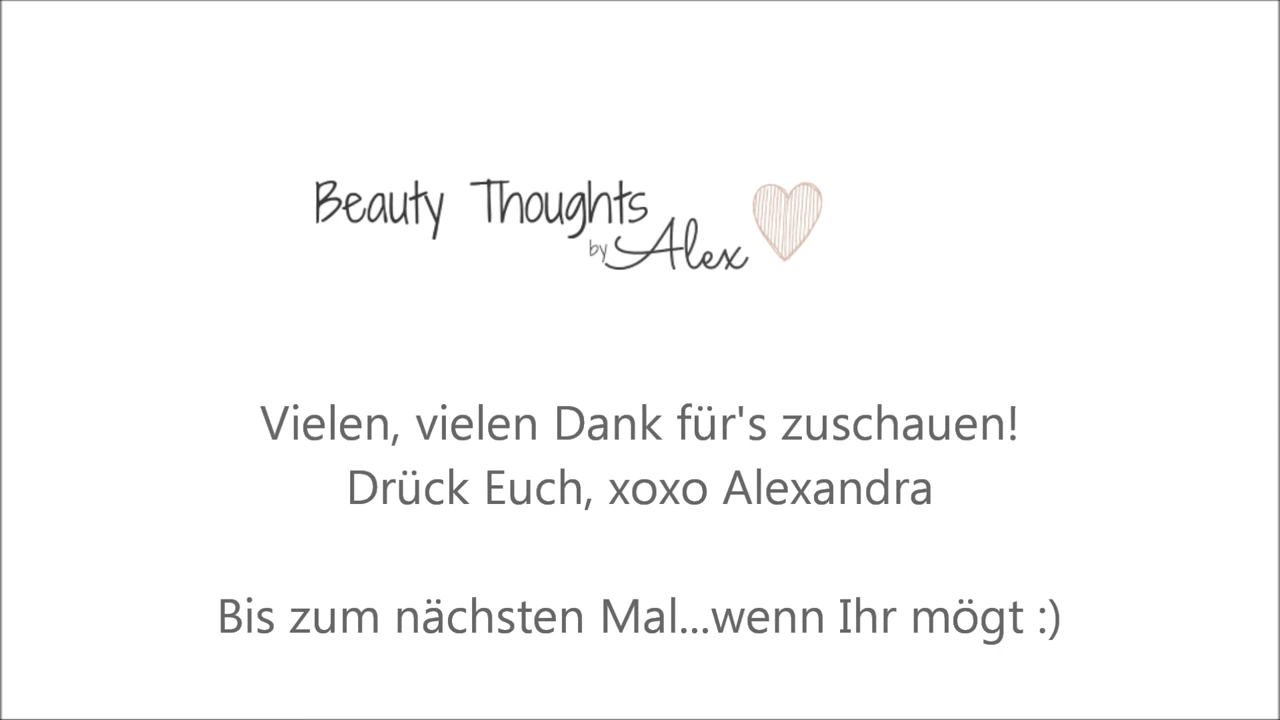 Beauty Thoughts
by Alex
Vielen, vielen Dank für's zuschauen!
Drück Euch, xoxo Alexandra
Bis zum nächsten Mal...wenn Ihr mögt :)